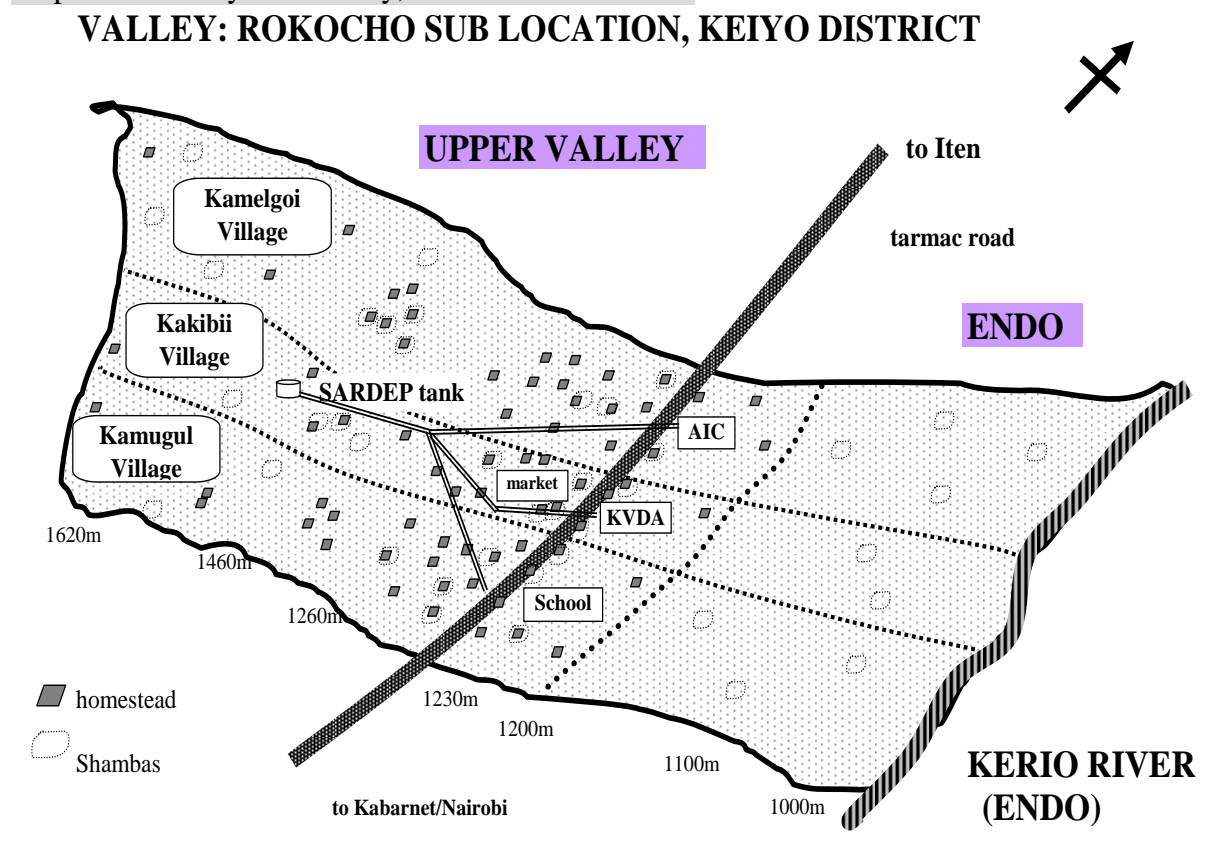 VALLEY: ROKOCHO SUB LOCATION, KEIYO DISTRICT
UPPER VALLEY
to Iten
Kamelgoi
Village
tarmac road
Kakibii
Village
ENDO
SARDEP tank
Kamugul
Village
AIC
market
KVDA
1620m
1460m
1260m
School
homestead
1230m
1200m
Shambas
1100m
KERIO RIVER
(ENDO)
1000m
to Kabarnet/Nairobi